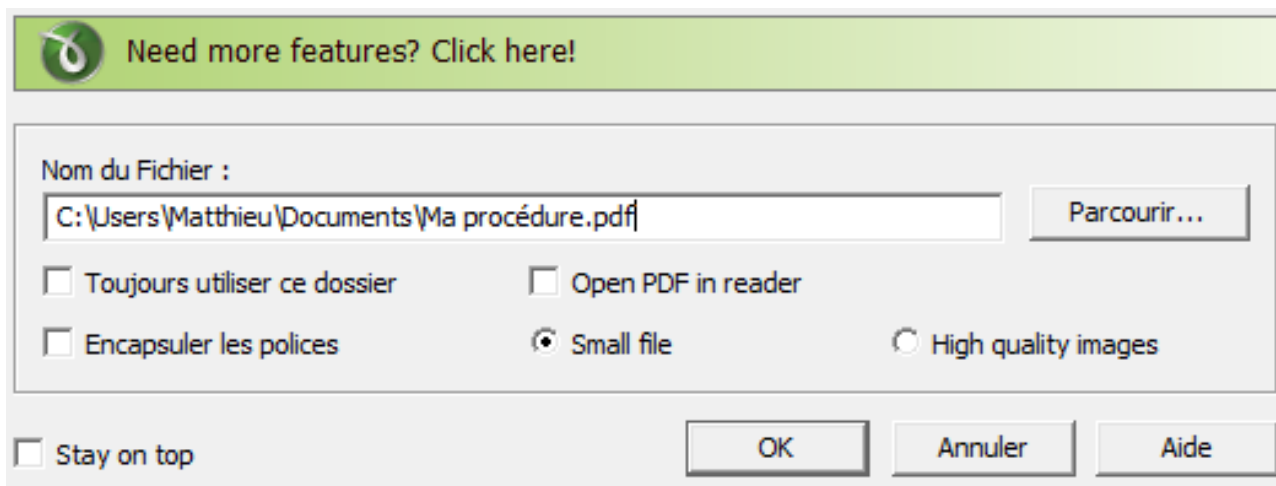 Need more features? Click here!
Nom du Fichier :
C:\Users\Matthieu\Documents\Ma procédure.pdf
Parcourir...
Toujours utiliser ce dossier
Open PDF in reader
Encapsuler les polices
Small file
High quality images
Stay on top
OK
Annuler
Aide